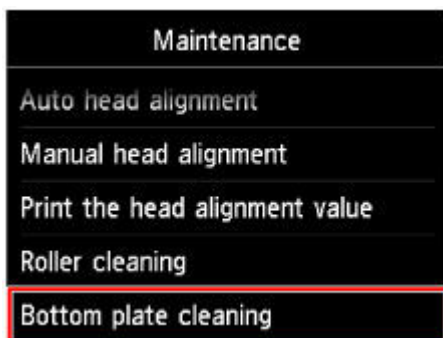 Maintenance
Auto head alignment
Manual head alignment
Print the head alignment value
Roller cleaning
Bottom plate cleaning